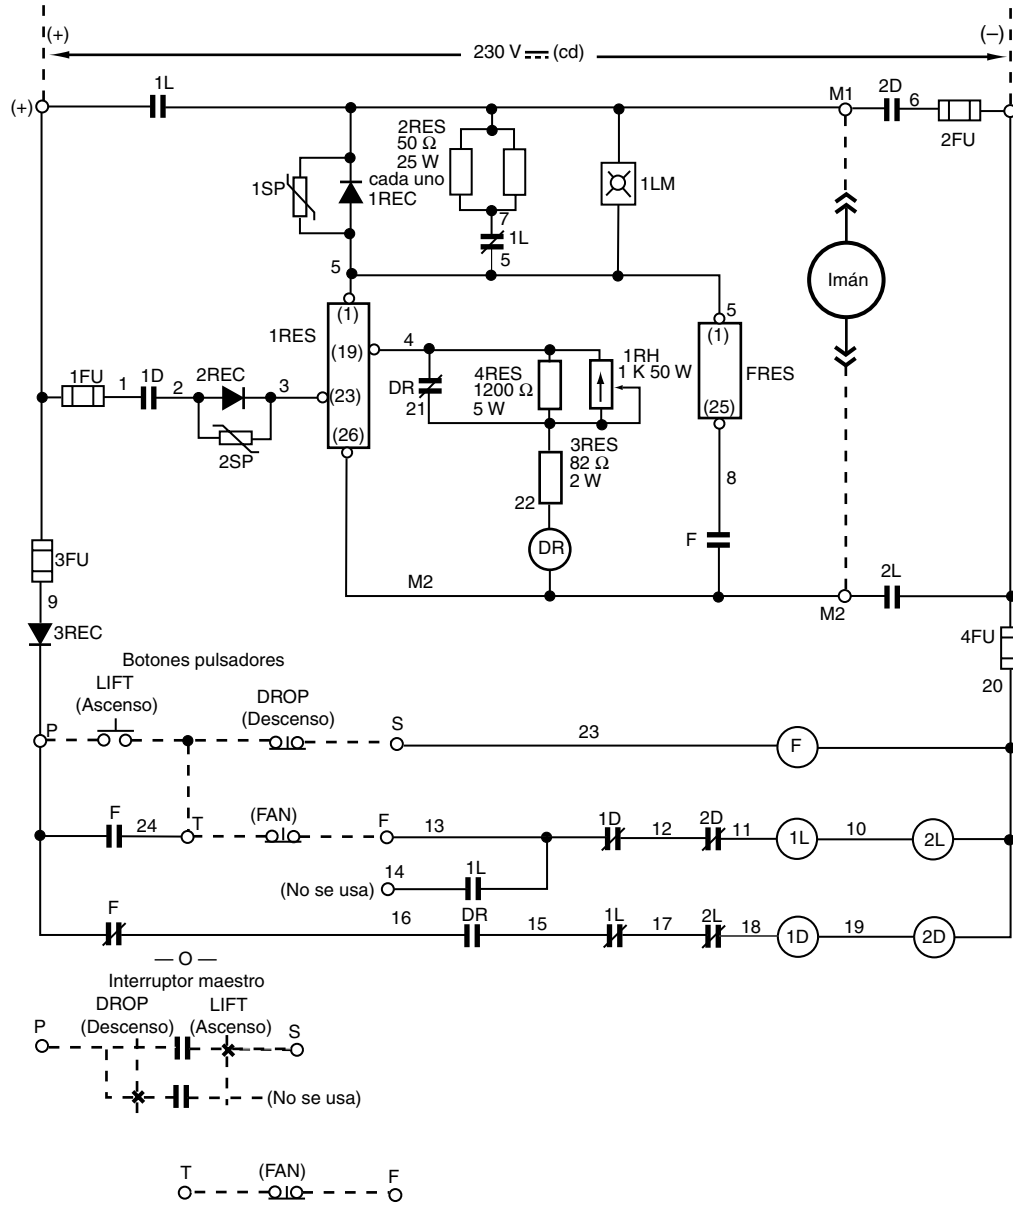 (+)
(–)
230 V (cd)
(+)
1L
M1
2D
6
2FU
2RES
50 Ω
25 W
cada uno
1SP
1REC
1LM
7
1L
5
5
Imán
5
(1)
1RES
(19)
4
(23)
(26)
(1)
FRES
(25)
1FU
1
1D
2
2REC
3
2SP
DR
21
4RES
1200 Ω
5 W
1RH
1 K 50 W
3RES
82 Ω
2 W
22
DR
8
F
3FU
9
3REC
M2
M2
2L
4FU
20
Botones pulsadores
LIFT
(Ascenso)
DROP
(Descenso)
P
S
23
F
F
24
T
(FAN)
F
13
1D
12
2D
11
1L
10
2L
14
(No se usa)
1L
F
16
DR
15
1L
17
2L
18
1D
19
2D
— O —
Interruptor maestro
DROP
(Descenso)
LIFT
(Ascenso)
P
S
(No se usa)
T
(FAN)
F